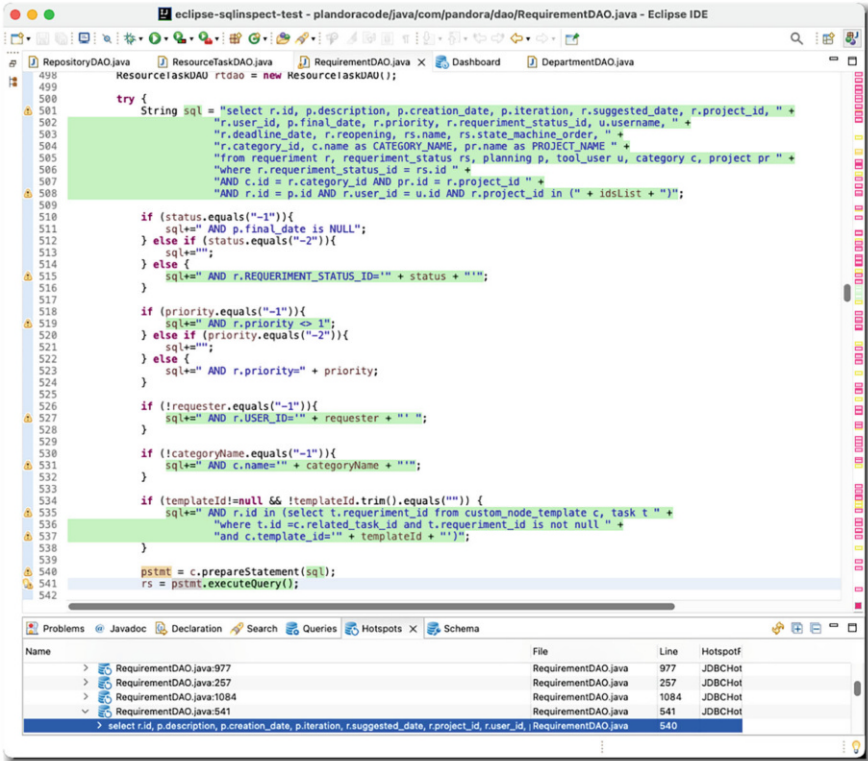 eclipse-sqlinspect-test - plandoracode/java/com/pandora/dao/RequirementDAO.java - Eclipse IDE
RepositoryDAO.java ResourceTaskDAO.java RequirementDAO.java Dashboard DepartmentDAO.java
498 ResourceTaskDAO rtdao = new ResourceTaskDAO();
499
500 try {
501 String sql = "select r.id, p.description, p.creation_date, p.iteration, r.suggested_date, r.project_id, " +
502 "r.user_id, p.final_date, r.priority, r.requeriment_status_id, u.username, " +
503 "r.deadline_date, r.reopening, rs.name, rs.state_machine_order, " +
504 "r.category_id, c.name as CATEGORY_NAME, pr.name as PROJECT_NAME " +
505 "from requeriment r, requeriment_status rs, planning p, tool_user u, category c, project pr " +
506 "where r.requeriment_status_id = rs.id " +
507 "AND c.id = r.category_id AND pr.id = r.project_id " +
508 "AND r.id = p.id AND r.user_id = u.id AND r.project_id in (" + idsList + ")";
509
510 if (status.equals("-1")){
511 sql+=" AND p.final_date is NULL";
512 } else if (status.equals("-2")){
513 sql+="";
514 } else {
515 sql+=" AND r.REQUERIMENT_STATUS_ID='" + status + "'";
516 }
517
518 if (priority.equals("-1")){
519 sql+=" AND r.priority <> 1";
520 } else if (priority.equals("-2")){
521 sql+="";
522 } else {
523 sql+=" AND r.priority=" + priority;
524 }
525
526 if (!requester.equals("-1")){
527 sql+=" AND r.USER_ID='" + requester + "' ";
528 }
529
530 if (!categoryName.equals("-1")){
531 sql+=" AND c.name='" + categoryName + "'";
532 }
533
534 if (templateId!=null && !templateId.trim().equals("")) {
535 sql+=" AND r.id in (select t.requeriment_id from custom_node_template c, task t " +
536 "where t.id =c.related_task_id and t.requeriment_id is not null " +
537 "and c.template_id='" + templateId + "')";
538 }
539
540 pstmt = c.prepareStatement(sql);
541 rs = pstmt.executeQuery();
542
Problems Javadoc Declaration Search Queries Hotspots Schema
Name File Line HotspotF
RequirementDAO.java:977 RequirementDAO.java 977 JDBCHot
RequirementDAO.java:257 RequirementDAO.java 257 JDBCHot
RequirementDAO.java:1084 RequirementDAO.java 1084 JDBCHot
RequirementDAO.java:541 RequirementDAO.java 541 JDBCHot
select r.id, p.description, p.creation_date, p.iteration, r.suggested_date, r.project_id, r.user_id, RequirementDAO.java 540